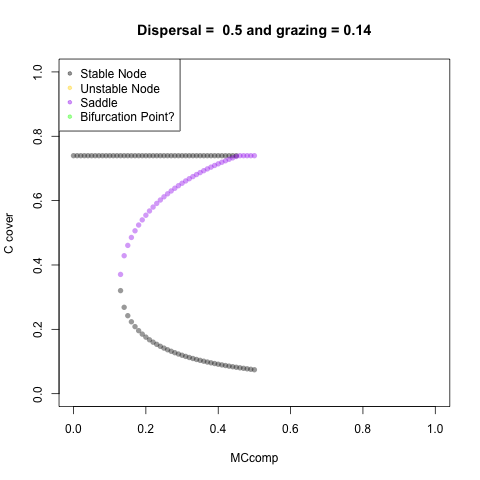 Dispersal =  0.5 and grazing = 0.14
Stable Node
Unstable Node
Saddle
Bifurcation Point?
1.0
0.8
0.6
0.4
0.2
0.0
C cover
0.0 0.2 0.4 0.6 0.8 1.0
MCcomp